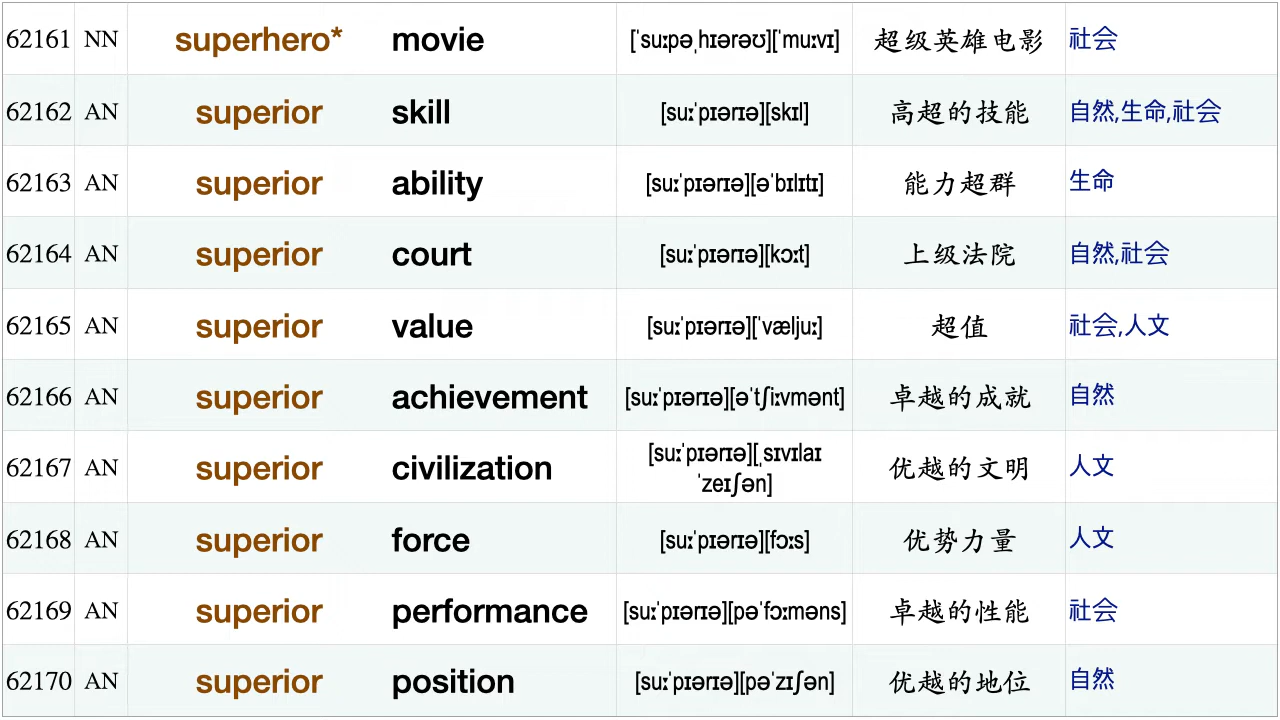 62161 NN superhero* movie [ˈsuːpəˌhɪərəʊ][ˈmuːvɪ] 超级英雄电影 社会
62162 AN superior skill [suːˈpɪərɪə][skɪl] 高超的技能 自然,生命,社会
62163 AN superior ability [suːˈpɪərɪə][əˈbɪlɪtɪ] 能力超群 生命
62164 AN superior court [suːˈpɪərɪə][kɔːt] 上级法院 自然,社会
62165 AN superior value [suːˈpɪərɪə][ˈvæljuː] 超值 社会,人文
62166 AN superior achievement [suːˈpɪərɪə][əˈtʃiːvmənt] 卓越的成就 自然
62167 AN superior civilization [suːˈpɪərɪə][ˌsɪvɪlaɪ
ˈzeɪʃən] 优越的文明 人文
62168 AN superior force [suːˈpɪərɪə][fɔːs] 优势力量 人文
62169 AN superior performance [suːˈpɪərɪə][pəˈfɔːməns] 卓越的性能 社会
62170 AN superior position [suːˈpɪərɪə][pəˈzɪʃən] 优越的地位 自然